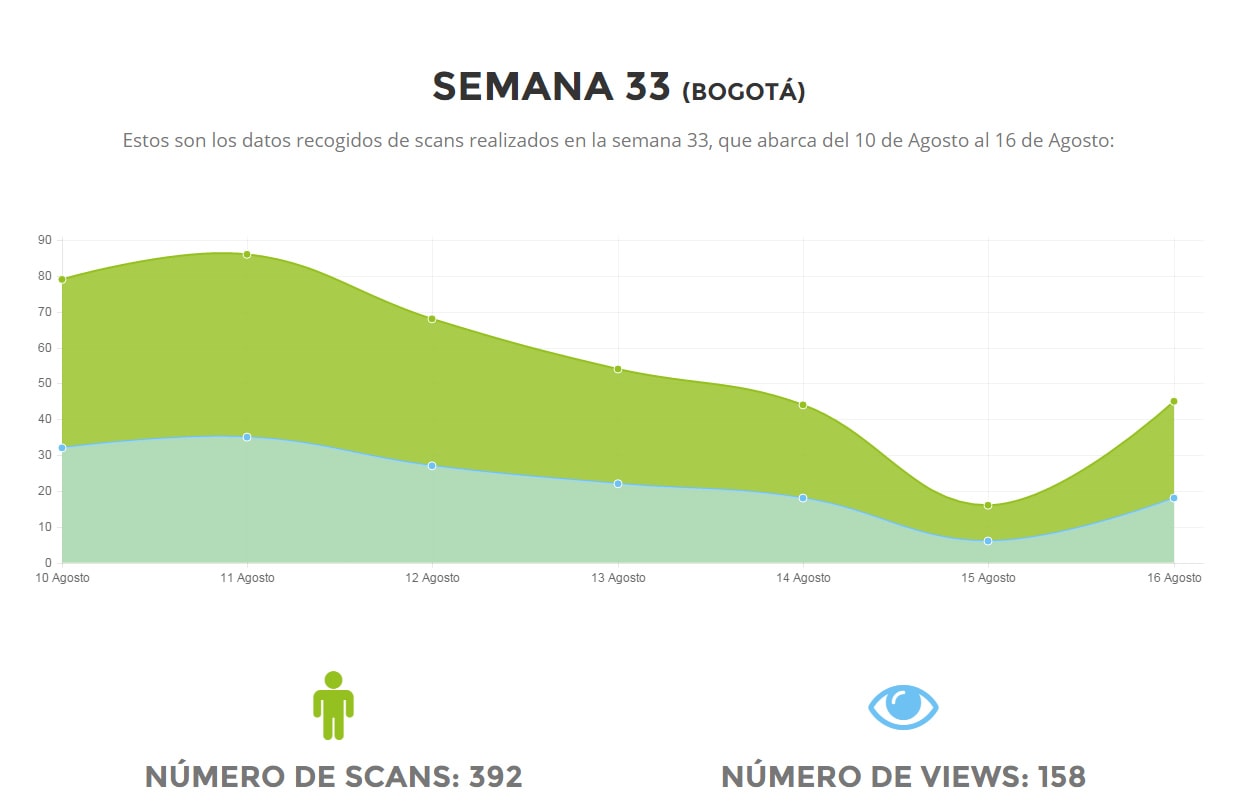 SEMANA 33 (BOGOTÁ)
Estos son los datos recogidos de scans realizados en la semana 33, que abarca del 10 de Agosto al 16 de Agosto:
90
80
70
60
50
40
30
20
10
0
10 Agosto 11 Agosto 12 Agosto 13 Agosto 14 Agosto 15 Agosto 16 Agosto
NÚMERO DE SCANS: 392 NÚMERO DE VIEWS: 158